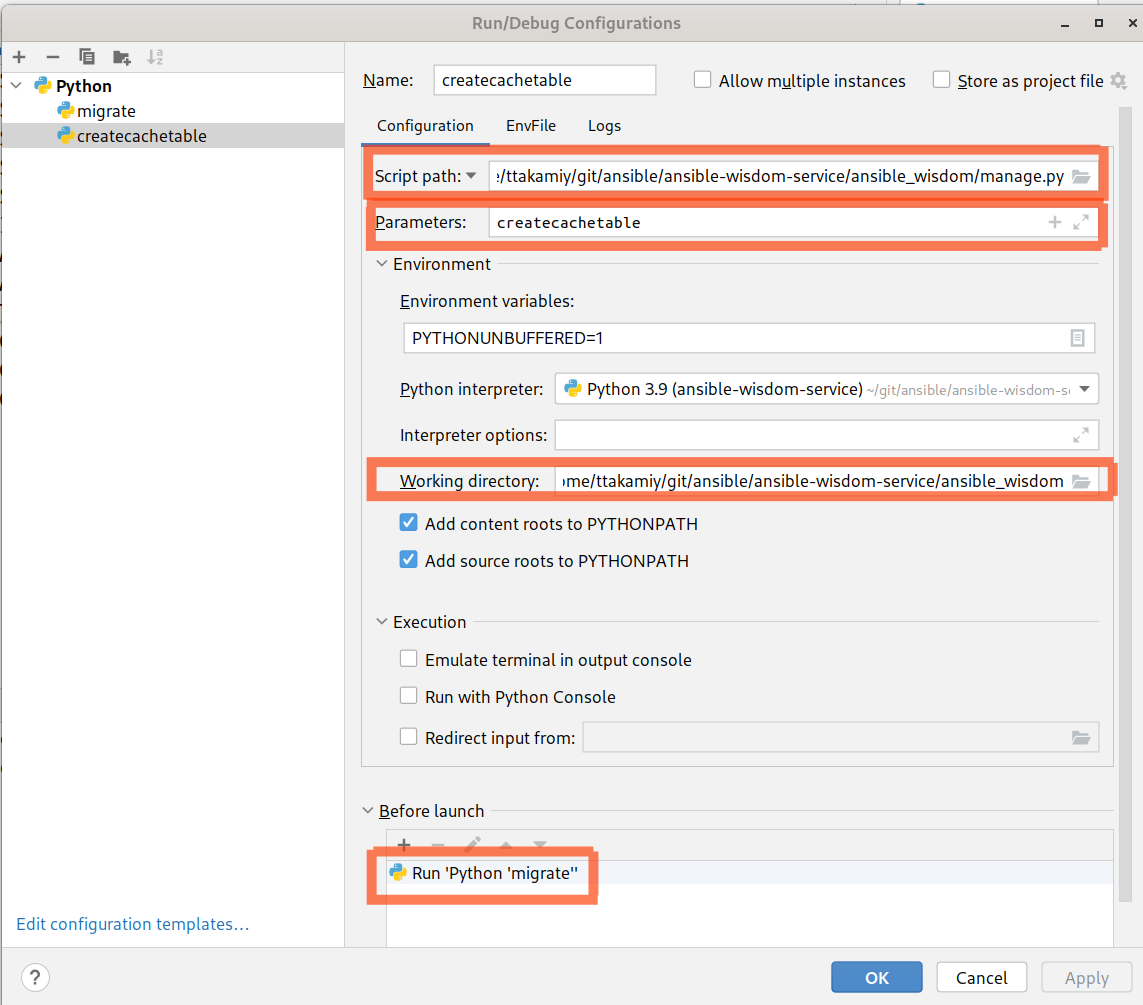 Run/Debug Configurations
Python
migrate
createcachetable
Name: createcachetable
Allow multiple instances
Store as project file
Configuration EnvFile Logs
Script path: :/ttakamiy/git/ansible/ansible-wisdom-service/ansible_wisdom/manage.py
Parameters: createcachetable
Environment
Environment variables:
PYTHONUNBUFFERED=1
Python interpreter: Python 3.9 (ansible-wisdom-service) ~/git/ansible/ansible-wisdom-s
Interpreter options:
Working directory: ome/ttakamiy/git/ansible/ansible-wisdom-service/ansible_wisdom
Add content roots to PYTHONPATH
Add source roots to PYTHONPATH
Execution
Emulate terminal in output console
Run with Python Console
Redirect input from:
Before launch
Run 'Python 'migrate''
Edit configuration templates…
? OK Cancel Apply